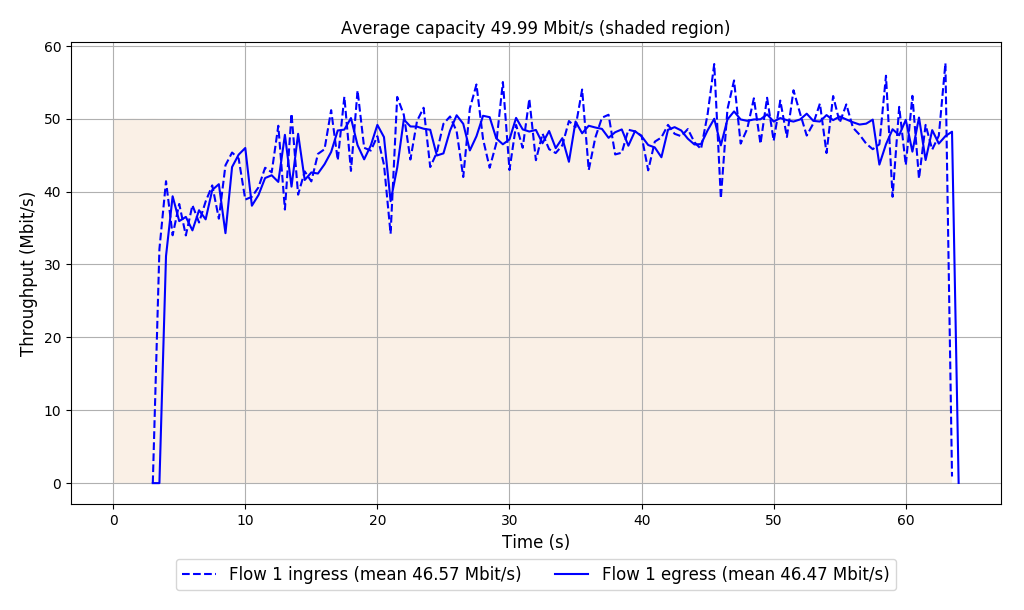 Average capacity 49.99 Mbit/s (shaded region)
60
50
40
30
20
10
0
Throughput (Mbit/s)
0 10 20 30 40 50 60
Time (s)
Flow 1 ingress (mean 46.57 Mbit/s) Flow 1 egress (mean 46.47 Mbit/s)